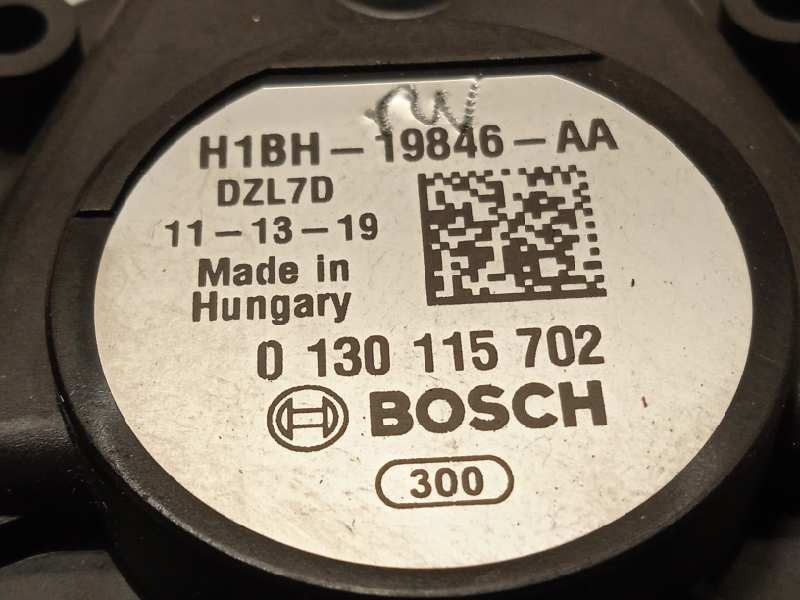 H1BH-19846-AA
DZL7D
11-13-19
Made in
Hungary
0 130 115 702
BOSCH
300